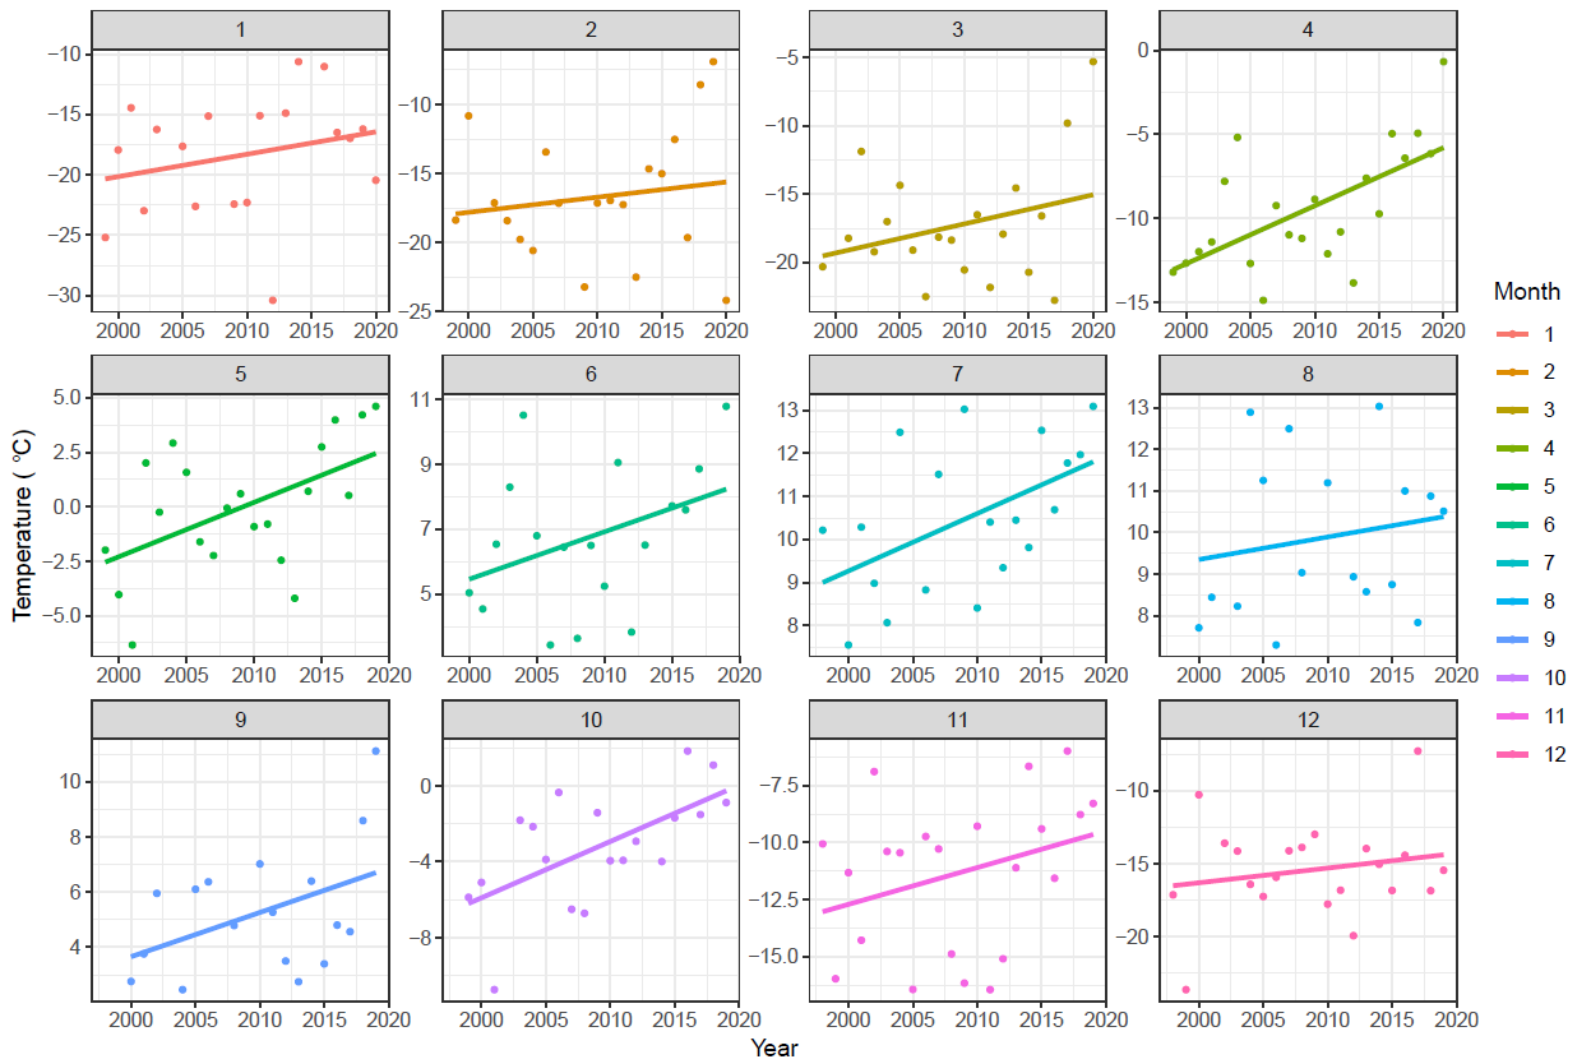 1 2 3 4
−10 −15 −20 −25 −30
−10 −15 −20 −25
−5 −10 −15 −20
0 −5 −10 −15
2000 2005 2010 2015 2020
2000 2005 2010 2015 2020
2000 2005 2010 2015 2020
2000 2005 2010 2015 2020
5 6 7 8
5.0 2.5 0.0 −2.5 −5.0
11 9 7 5
13 12 11 10 9 8
13 12 11 10 9 8
2000 2005 2010 2015 2020
2000 2005 2010 2015 2020
2000 2005 2010 2015 2020
2000 2005 2010 2015 2020
9 10 11 12
10 8 6 4
0 −4 −8
−7.5 −10.0 −12.5 −15.0
−10 −15 −20
2000 2005 2010 2015 2020
2000 2005 2010 2015 2020
2000 2005 2010 2015 2020
2000 2005 2010 2015 2020
Temperature ( °C)
Year
Month
1
2
3
4
5
6
7
8
9
10
11
12